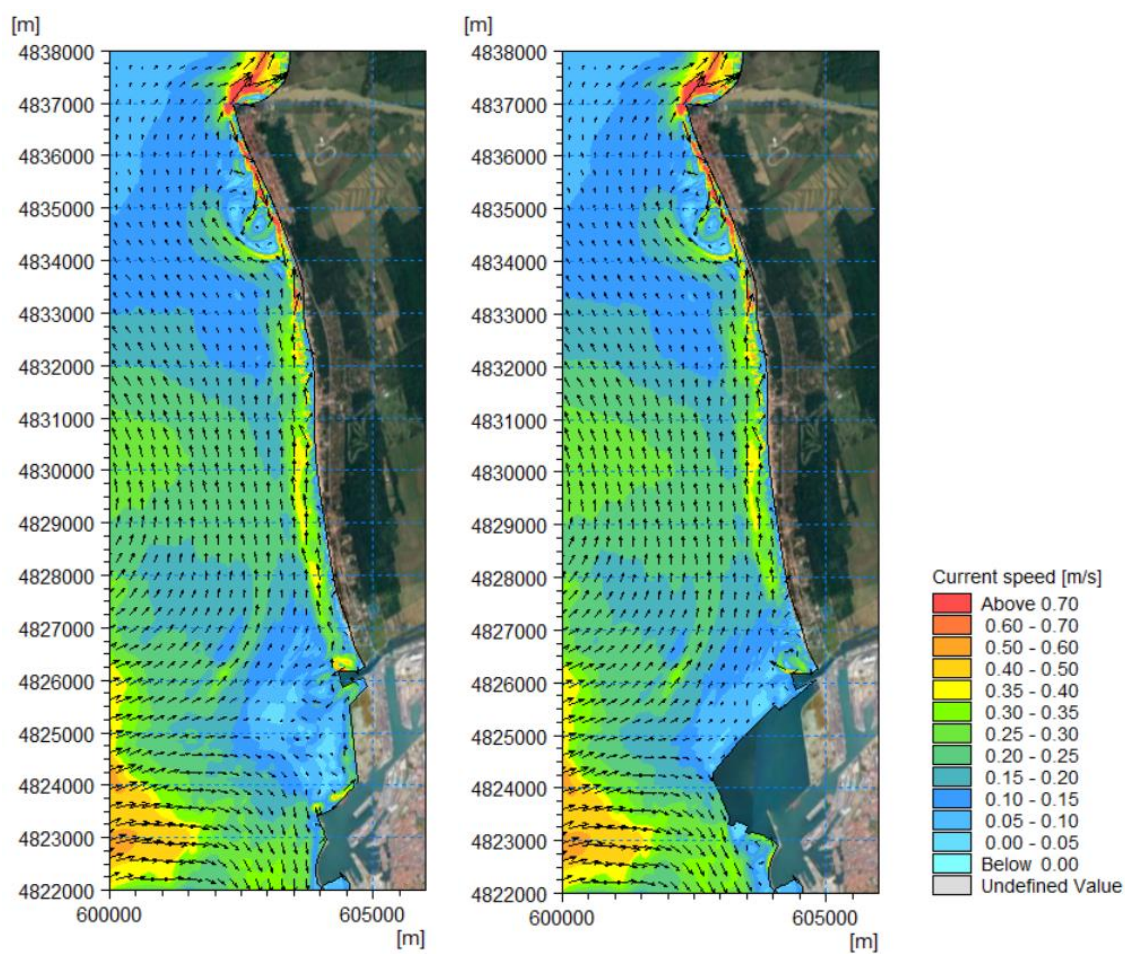 [m]
4838000
4837000
4836000
4835000
4834000
4833000
4832000
4831000
4830000
4829000
4828000
4827000
4826000
4825000
4824000
4823000
4822000
600000
605000
[m]
[m]
4838000
4837000
4836000
4835000
4834000
4833000
4832000
4831000
4830000
4829000
4828000
4827000
4826000
4825000
4824000
4823000
4822000
600000
605000
[m]
Current speed [m/s]
Above 0.70
0.60 - 0.70
0.50 - 0.60
0.40 - 0.50
0.35 - 0.40
0.30 - 0.35
0.25 - 0.30
0.20 - 0.25
0.15 - 0.20
0.10 - 0.15
0.05 - 0.10
0.00 - 0.05
Below 0.00
Undefined Value